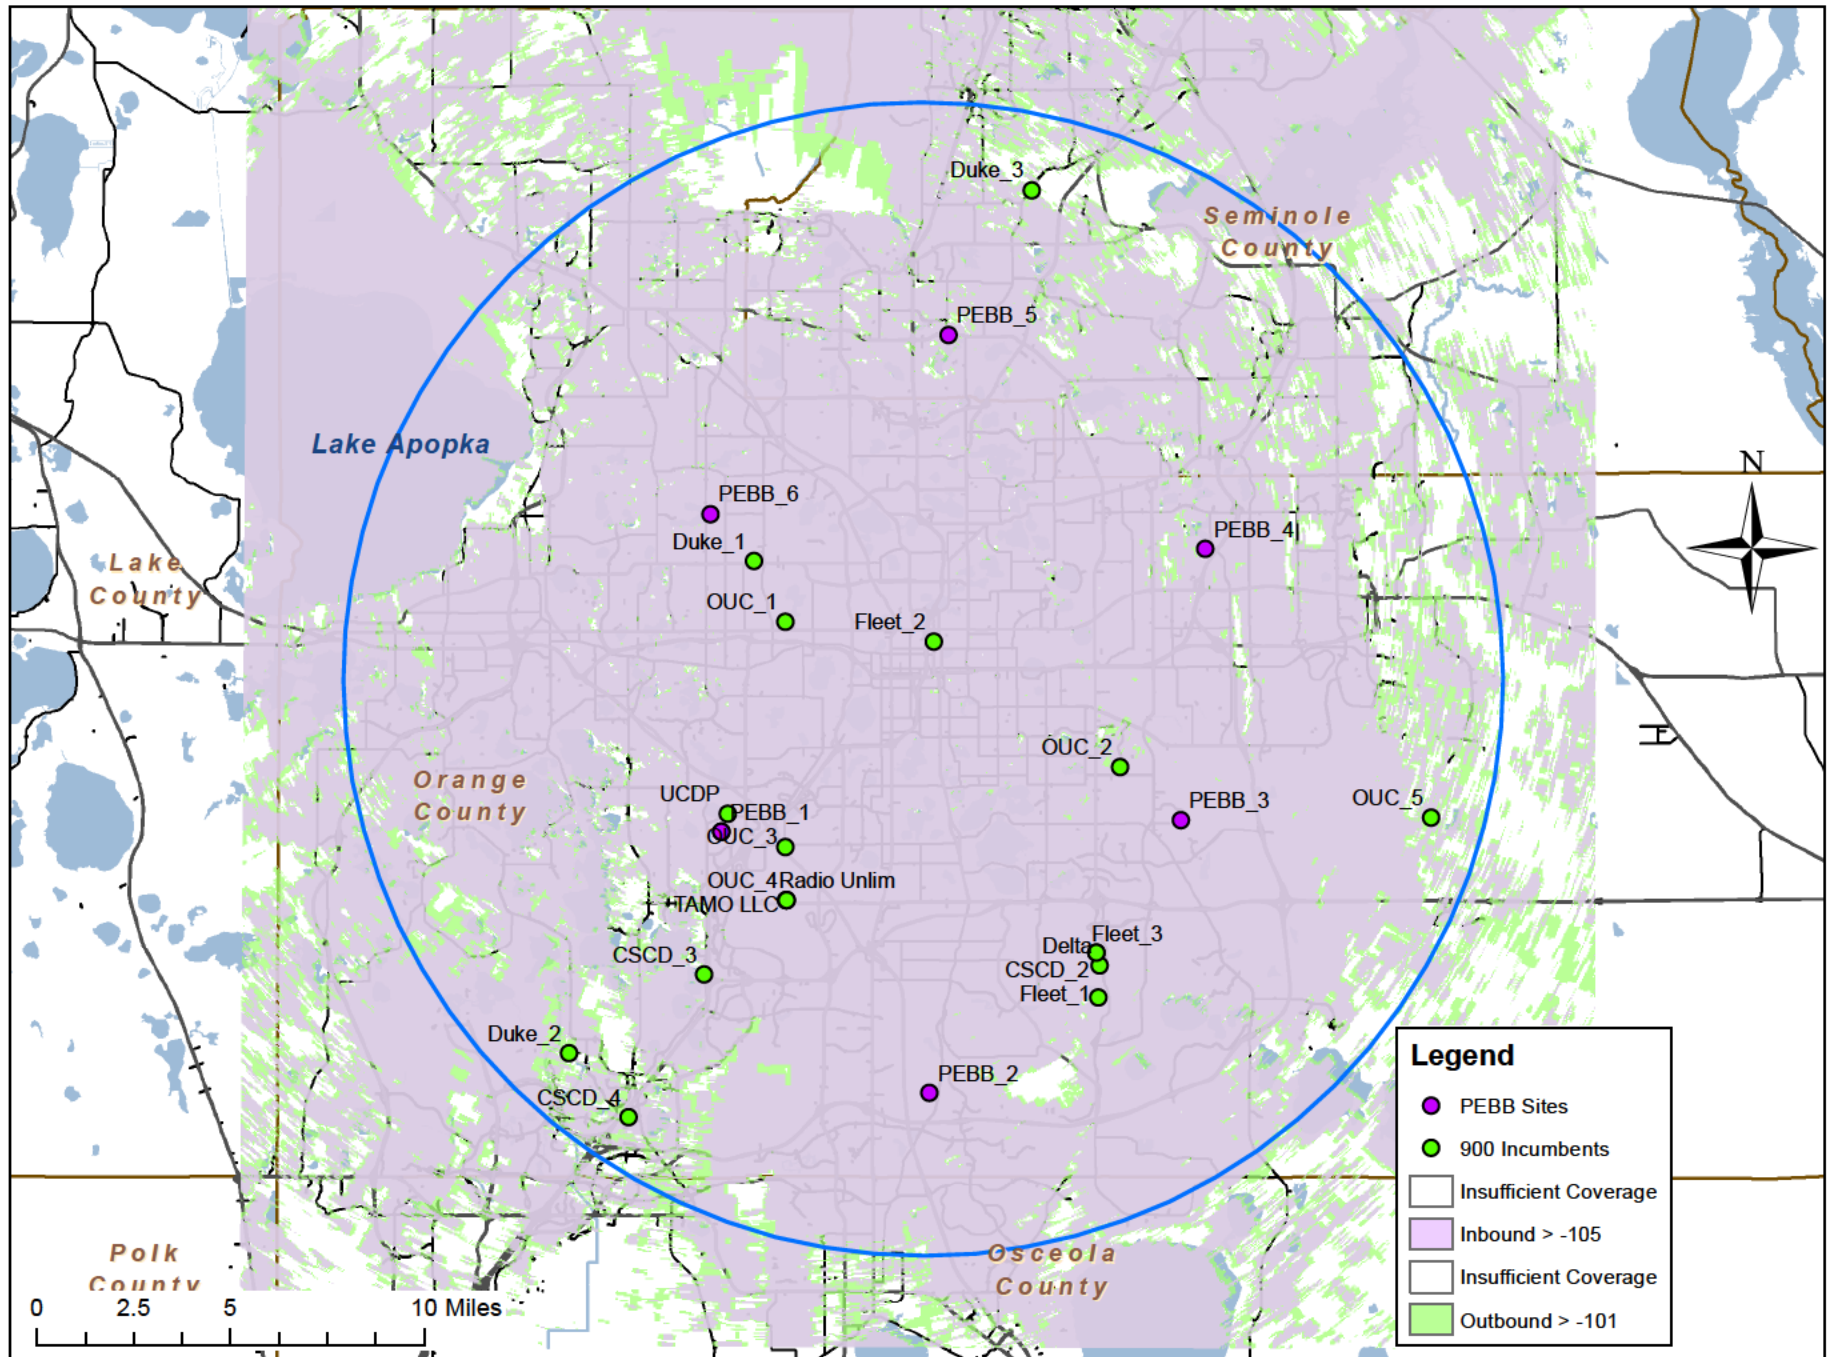 Duke_3
Seminole
County
PEBB_5
Lake Apopka
N
PEBB_6
PEBB_4
Duke_1
Lake
County
OUC_1
Fleet_2
OUC_2
Orange
County
UCDP
PEBB_1
PEBB_3
OUC_5
OUC_3
OUC_4 Radio Unlim
TAMO LLC
Fleet_3
Delta
CSCD_3
CSCD_2
Fleet_1
Duke_2
PEBB_2
CSCD_4
Legend
PEBB Sites
900 Incumbents
Insufficient Coverage
Inbound > -105
Insufficient Coverage
Outbound > -101
Polk
County
Osceola
County
0 2.5 5 10 Miles